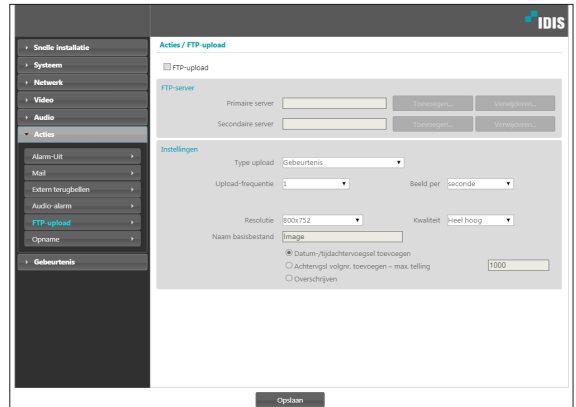 IDIS
Snelle installatie
Systeem
Netwerk
Video
Audio
Acties
Alarm-Uit
Mail
Extern terugbellen
Audio-alarm
FTP-upload
Opname
Gebeurtenis
Acties / FTP-upload
FTP-upload
FTP-server
Primaire server Toevoegen... Verwijderen...
Secondaire server Toevoegen... Verwijderen...
Instellingen
Type upload Gebeurtenis
Upload-frequentie 1 Beeld per seconde
Resolutie 800x752 Kwaliteit Heel hoog
Naam basisbestand Image
Datum-/tijdachtervoegsel toevoegen
Achtervgsl volgnr. toevoegen – max. telling 1000
Overschrijven
Opslaan